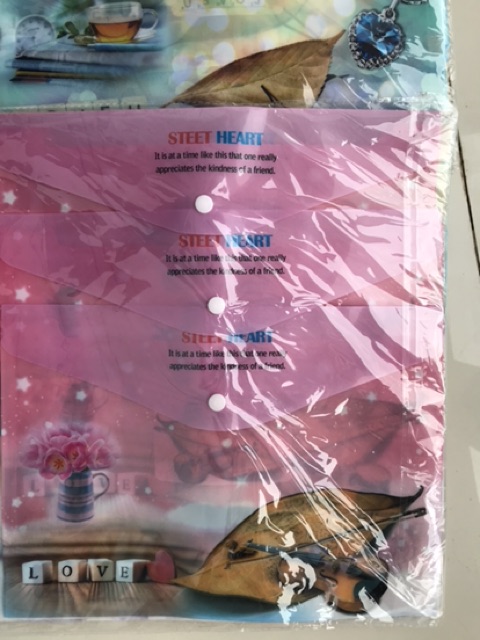 STEET HEART
It is at a time like this that one really
appreciates the kindness of a friend.
STEET HEART
It is at a time like this that one really
appreciates the kindness of a friend.
STEET HEART
It is at a time like this that one really
appreciates the kindness of a friend.
LOVE